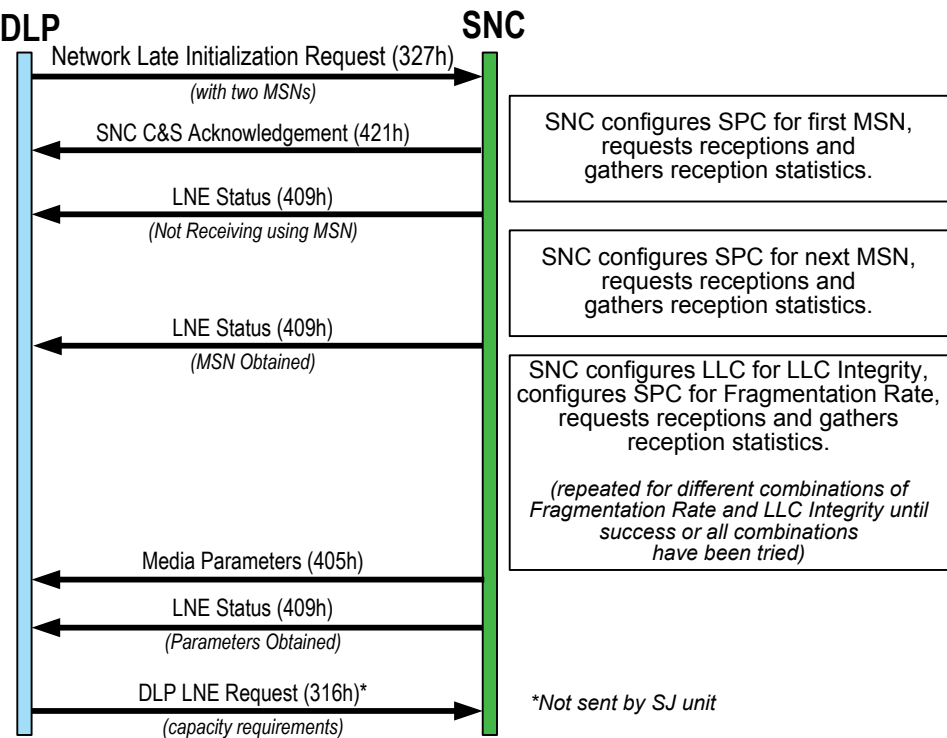 DLP
SNC
Network Late Initialization Request (327h)
(with two MSNs)
SNC configures SPC for first MSN,
requests receptions and
gathers reception statistics.
SNC C&S Acknowledgement (421h)
LNE Status (409h)
(Not Receiving using MSN)
SNC configures SPC for next MSN,
requests receptions and
gathers reception statistics.
LNE Status (409h)
(MSN Obtained)
SNC configures LLC for LLC Integrity,
configures SPC for Fragmentation Rate,
requests receptions and gathers
reception statistics.
(repeated for different combinations of
Fragmentation Rate and LLC Integrity until
success or all combinations
have been tried)
Media Parameters (405h)
LNE Status (409h)
(Parameters Obtained)
DLP LNE Request (316h)*
(capacity requirements)
*Not sent by SJ unit